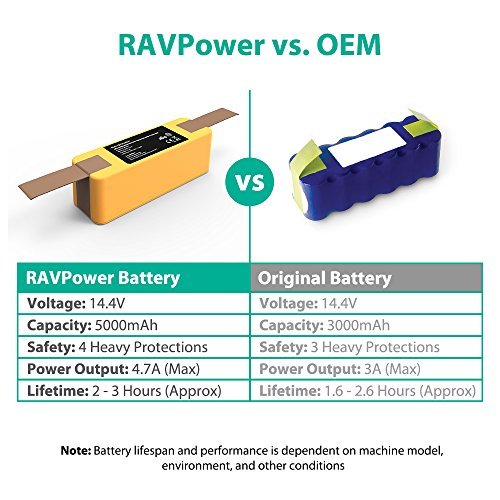 RAVPower vs. OEM
VS
RAVPower Battery
Original Battery
Voltage: 14.4V
Voltage: 14.4V
Capacity: 5000mAh
Capacity: 3000mAh
Safety: 4 Heavy Protections
Safety: 3 Heavy Protections
Power Output: 4.7A (Max)
Power Output: 3A (Max)
Lifetime: 2 - 3 Hours (Approx)
Lifetime: 1.6 - 2.6 Hours (Approx)
Note: Battery lifespan and performance is dependent on machine model,
environment, and other conditions